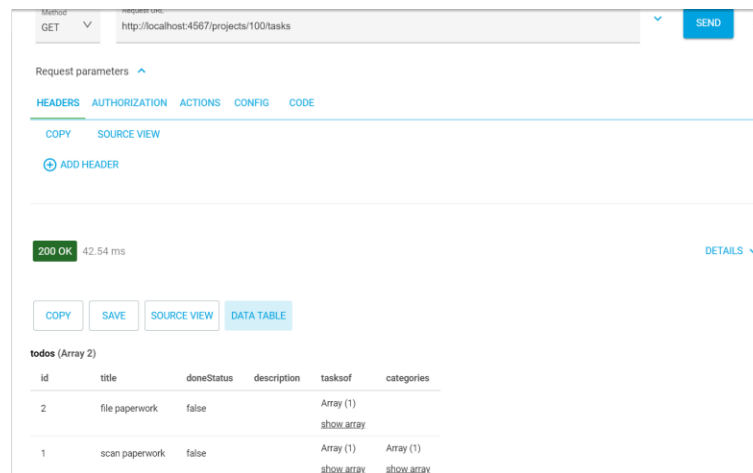 Method Request URL
GET http://localhost:4567/projects/100/tasks SEND
Request parameters
HEADERS AUTHORIZATION ACTIONS CONFIG CODE
COPY SOURCE VIEW
ADD HEADER
200 OK 42.54 ms DETAILS
COPY SAVE SOURCE VIEW DATA TABLE
todos (Array 2)
id title doneStatus description tasksof categories
2 file paperwork false Array (1)
show array
1 scan paperwork false Array (1) Array (1)
show array show array